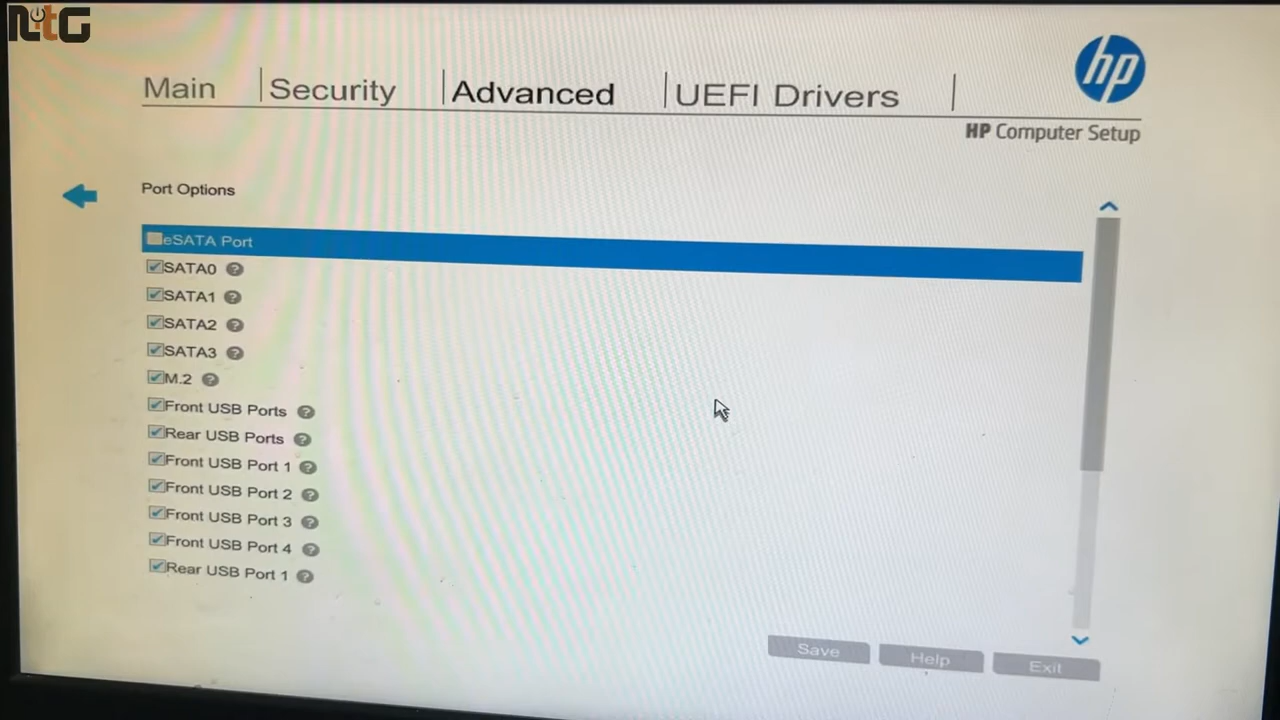 NtG
hp
Main Security Advanced UEFI Drivers
HP Computer Setup
Port Options
eSATA Port
SATA0 ?
SATA1 ?
SATA2 ?
SATA3 ?
M.2 ?
Front USB Ports ?
Rear USB Ports ?
Front USB Port 1 ?
Front USB Port 2 ?
Front USB Port 3 ?
Front USB Port 4 ?
Rear USB Port 1 ?
Save Help Exit